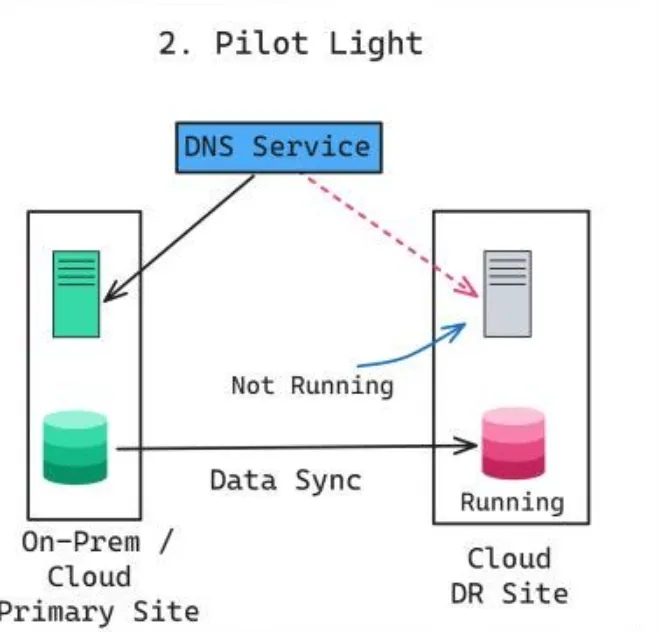 2. Pilot Light
DNS Service
Not Running
Data Sync
Running
On-Prem /
Cloud
Primary Site
Cloud
DR Site